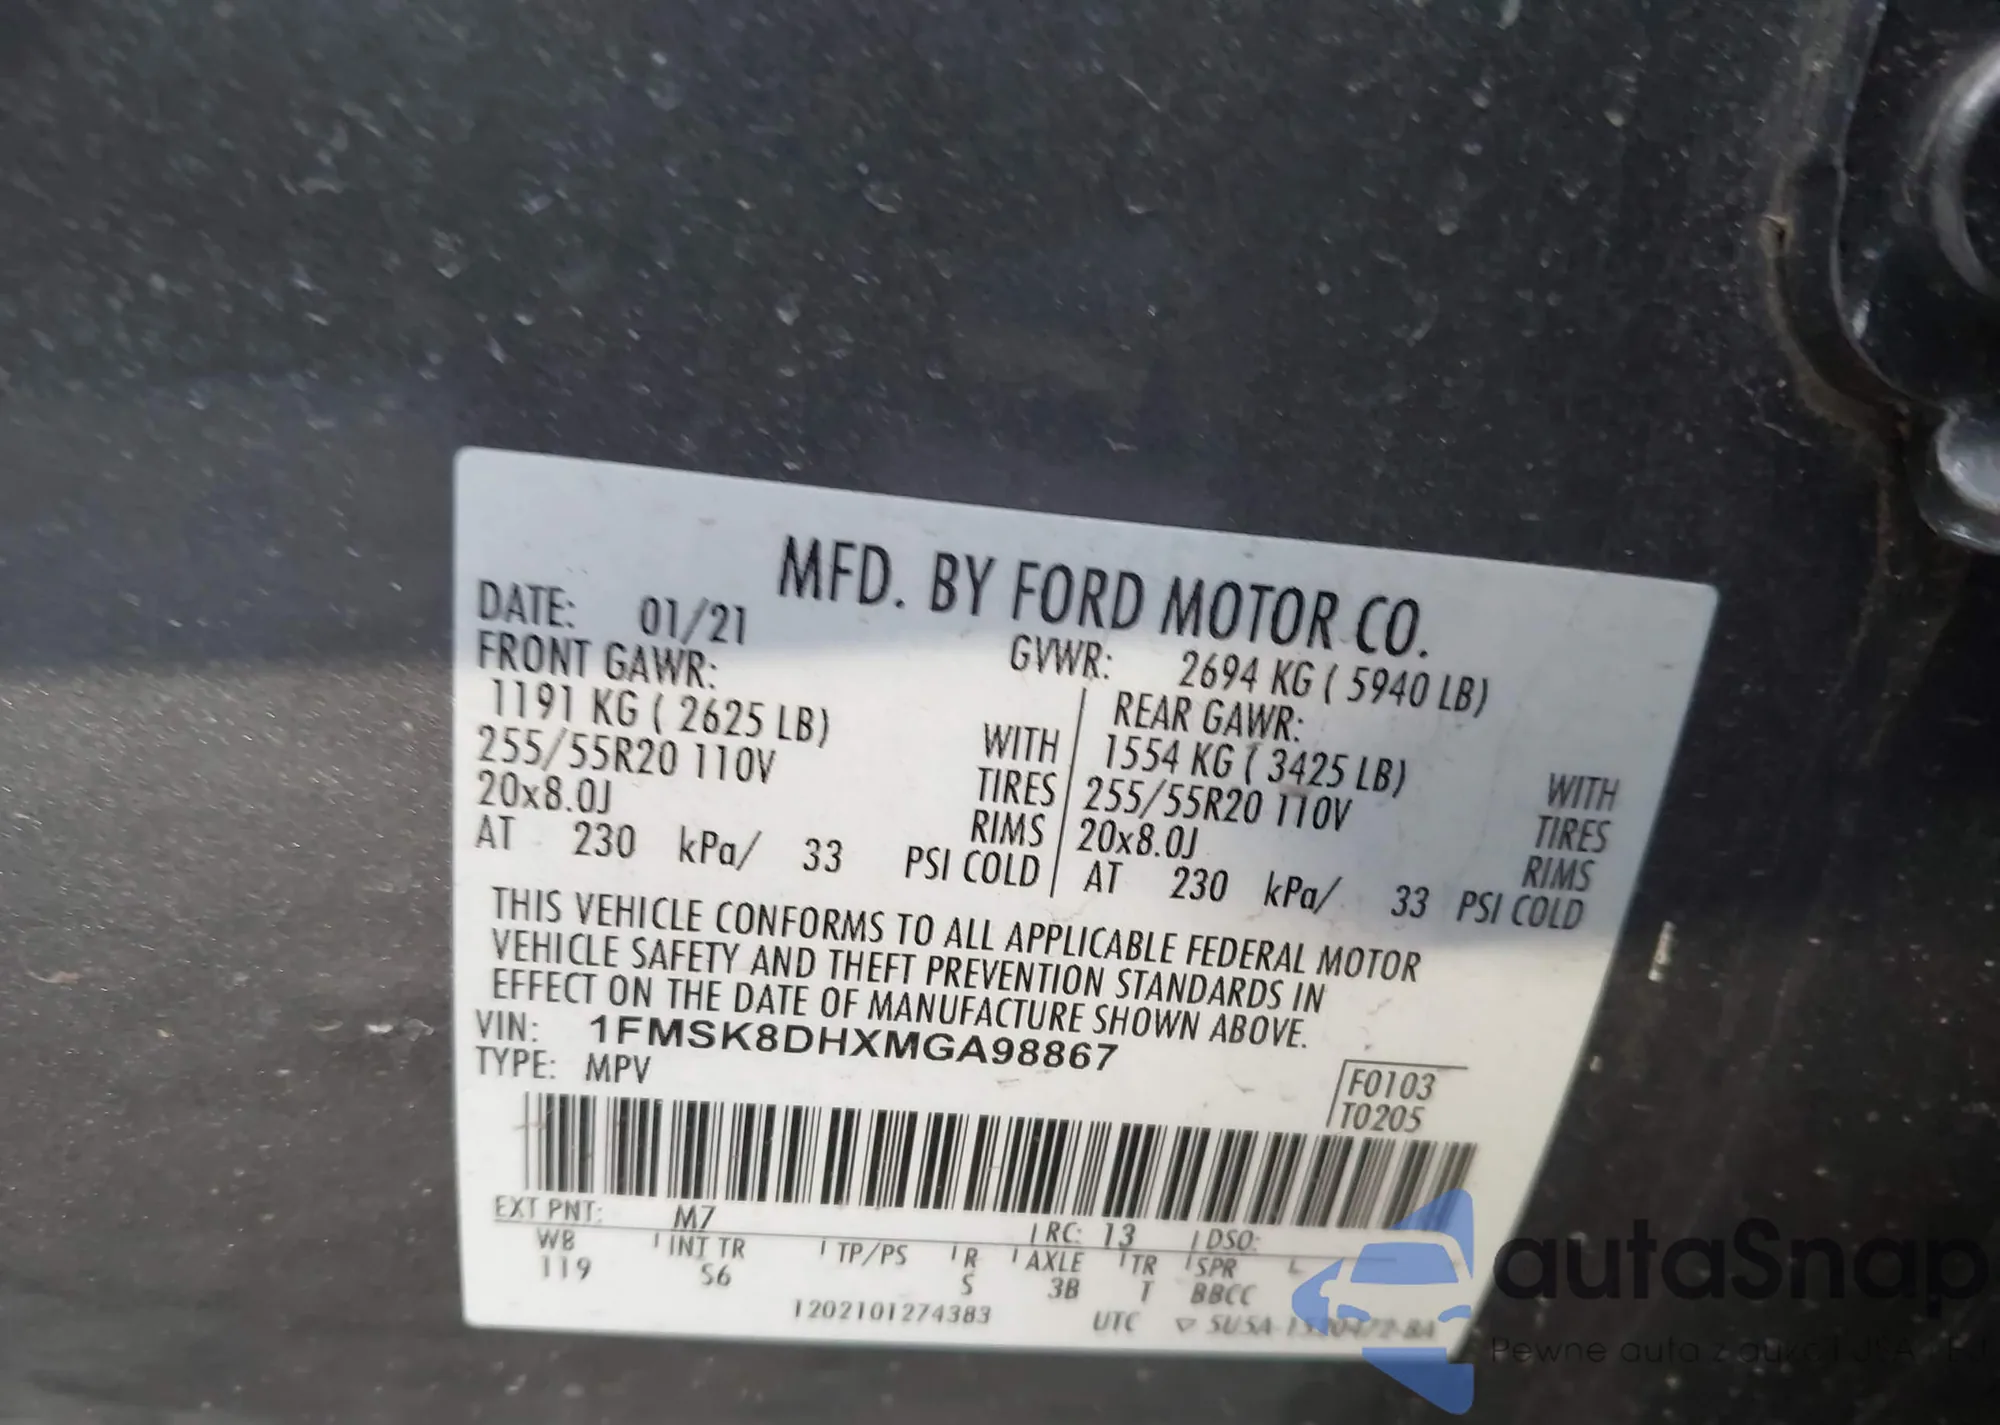 MFD. BY FORD MOTOR CO.
DATE: 01/21
GVWR: 2694 KG ( 5940 LB)
FRONT GAWR:
1191 KG ( 2625 LB) WITH
255/55R20 110V TIRES
20x8.0J RIMS
AT 230 kPa/ 33 PSI COLD
REAR GAWR:
1554 KG ( 3425 LB) WITH
255/55R20 110V TIRES
20x8.0J RIMS
AT 230 kPa/ 33 PSI COLD
THIS VEHICLE CONFORMS TO ALL APPLICABLE FEDERAL MOTOR
VEHICLE SAFETY AND THEFT PREVENTION STANDARDS IN
EFFECT ON THE DATE OF MANUFACTURE SHOWN ABOVE.
VIN: 1FMSK8DHXMGA98867
TYPE: MPV
F0103
T0205
EXT PNT: M7 RC: 13 DSO:
WB INT TR TP/PS R AXLE TR SPR
119 S6 S 3B T BBCC
1202101274383 UTC
autaSnap
Pewne auta z aukcji